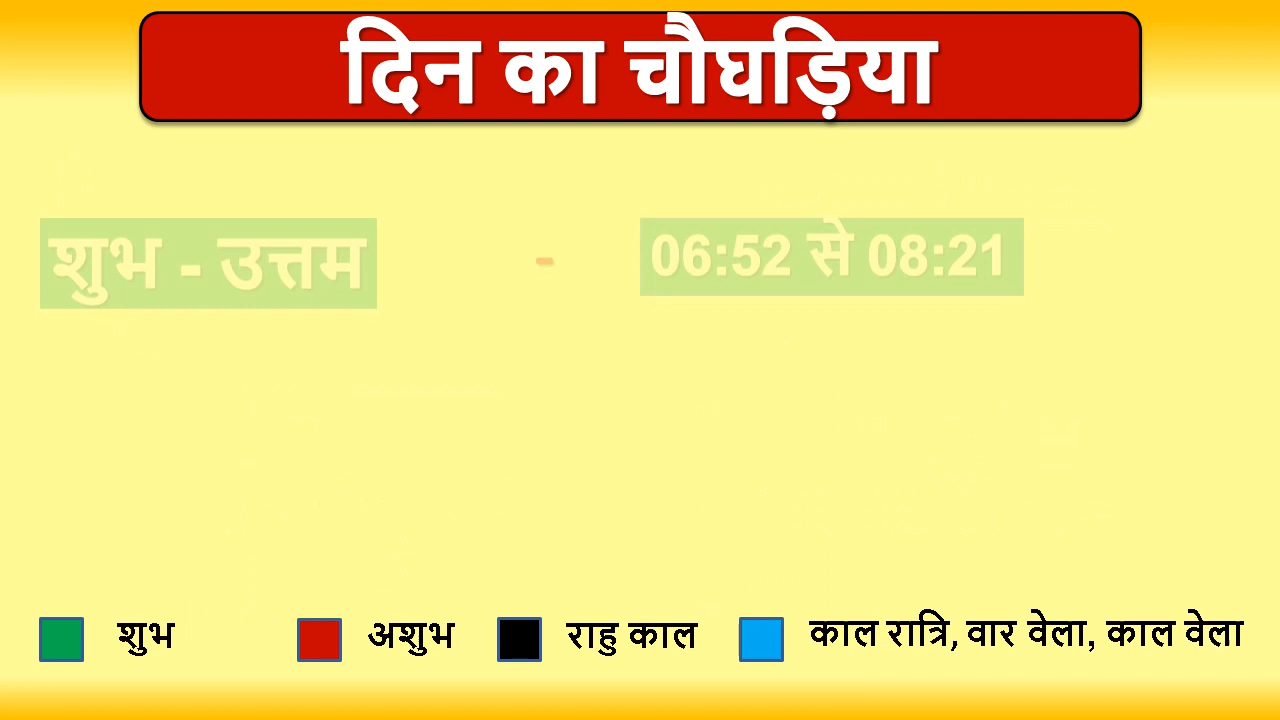 दिन का चौघड़िया
शुभ - उत्तम - 06:52 से 08:21
शुभ अशुभ राहु काल काल रात्रि, वार वेला, काल वेला